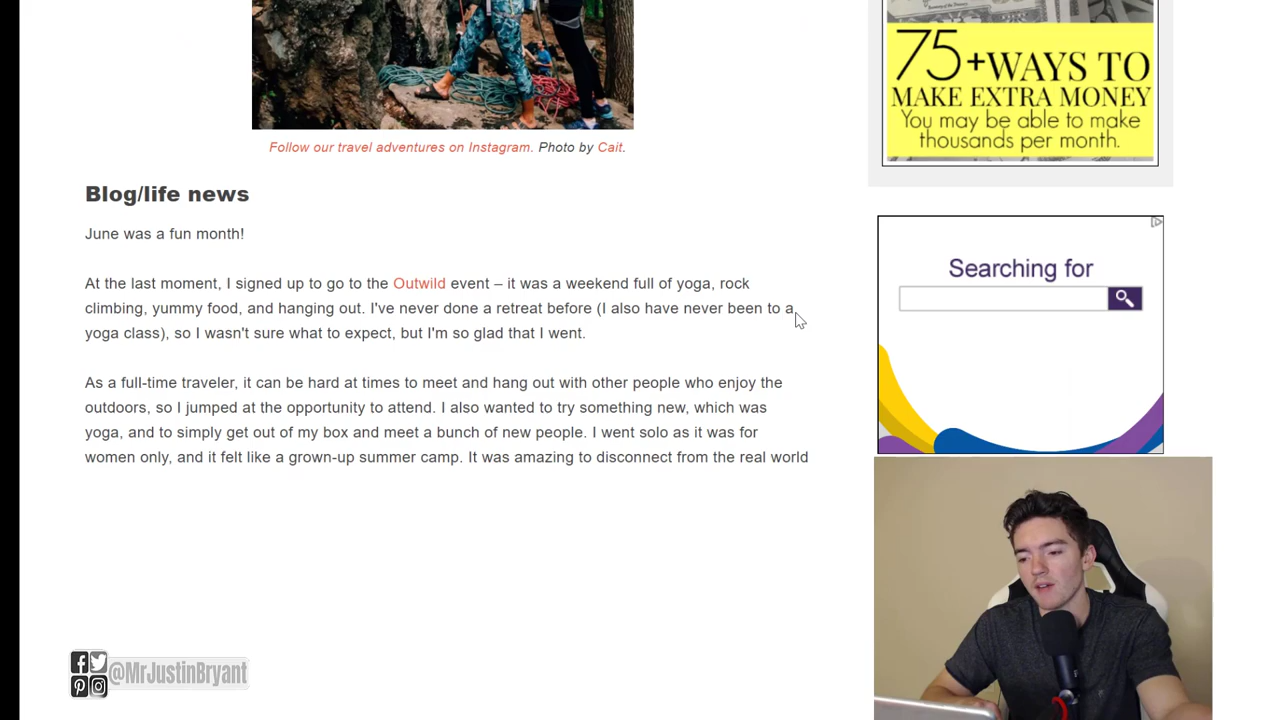 75+WAYS TO
MAKE EXTRA MONEY
You may be able to make
thousands per month.
Follow our travel adventures on Instagram. Photo by Cait.
Blog/life news
June was a fun month!
At the last moment, I signed up to go to the Outwild event – it was a weekend full of yoga, rock
climbing, yummy food, and hanging out. I've never done a retreat before (I also have never been to a
yoga class), so I wasn't sure what to expect, but I'm so glad that I went.
As a full-time traveler, it can be hard at times to meet and hang out with other people who enjoy the
outdoors, so I jumped at the opportunity to attend. I also wanted to try something new, which was
yoga, and to simply get out of my box and meet a bunch of new people. I went solo as it was for
women only, and it felt like a grown-up summer camp. It was amazing to disconnect from the real world
Searching for
@MrJustinBryant